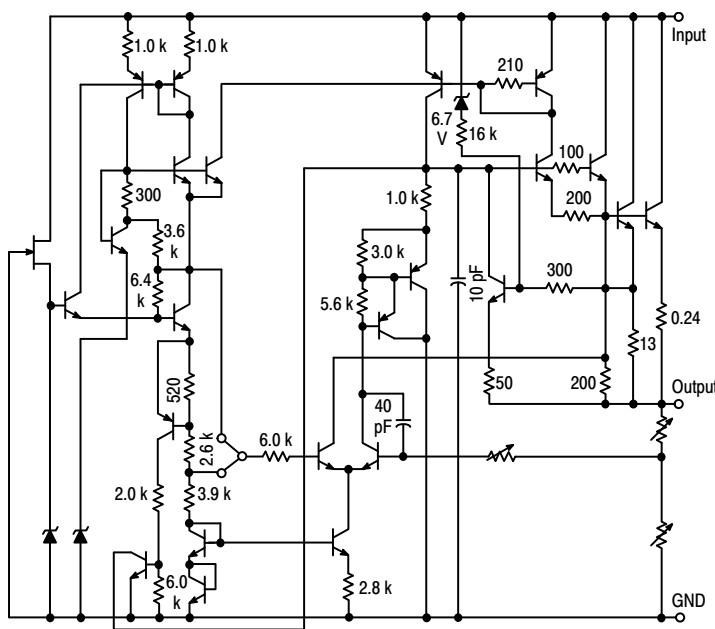 Input
1.0 k
1.0 k
210
6.7
V
16 k
100
300
1.0 k
200
3.6
k
3.0 k
6.4
k
5.6 k
10 pF
300
0.24
13
520
50
200
Output
40
pF
2.6 k
6.0 k
2.0 k
3.9 k
6.0
k
2.8 k
GND